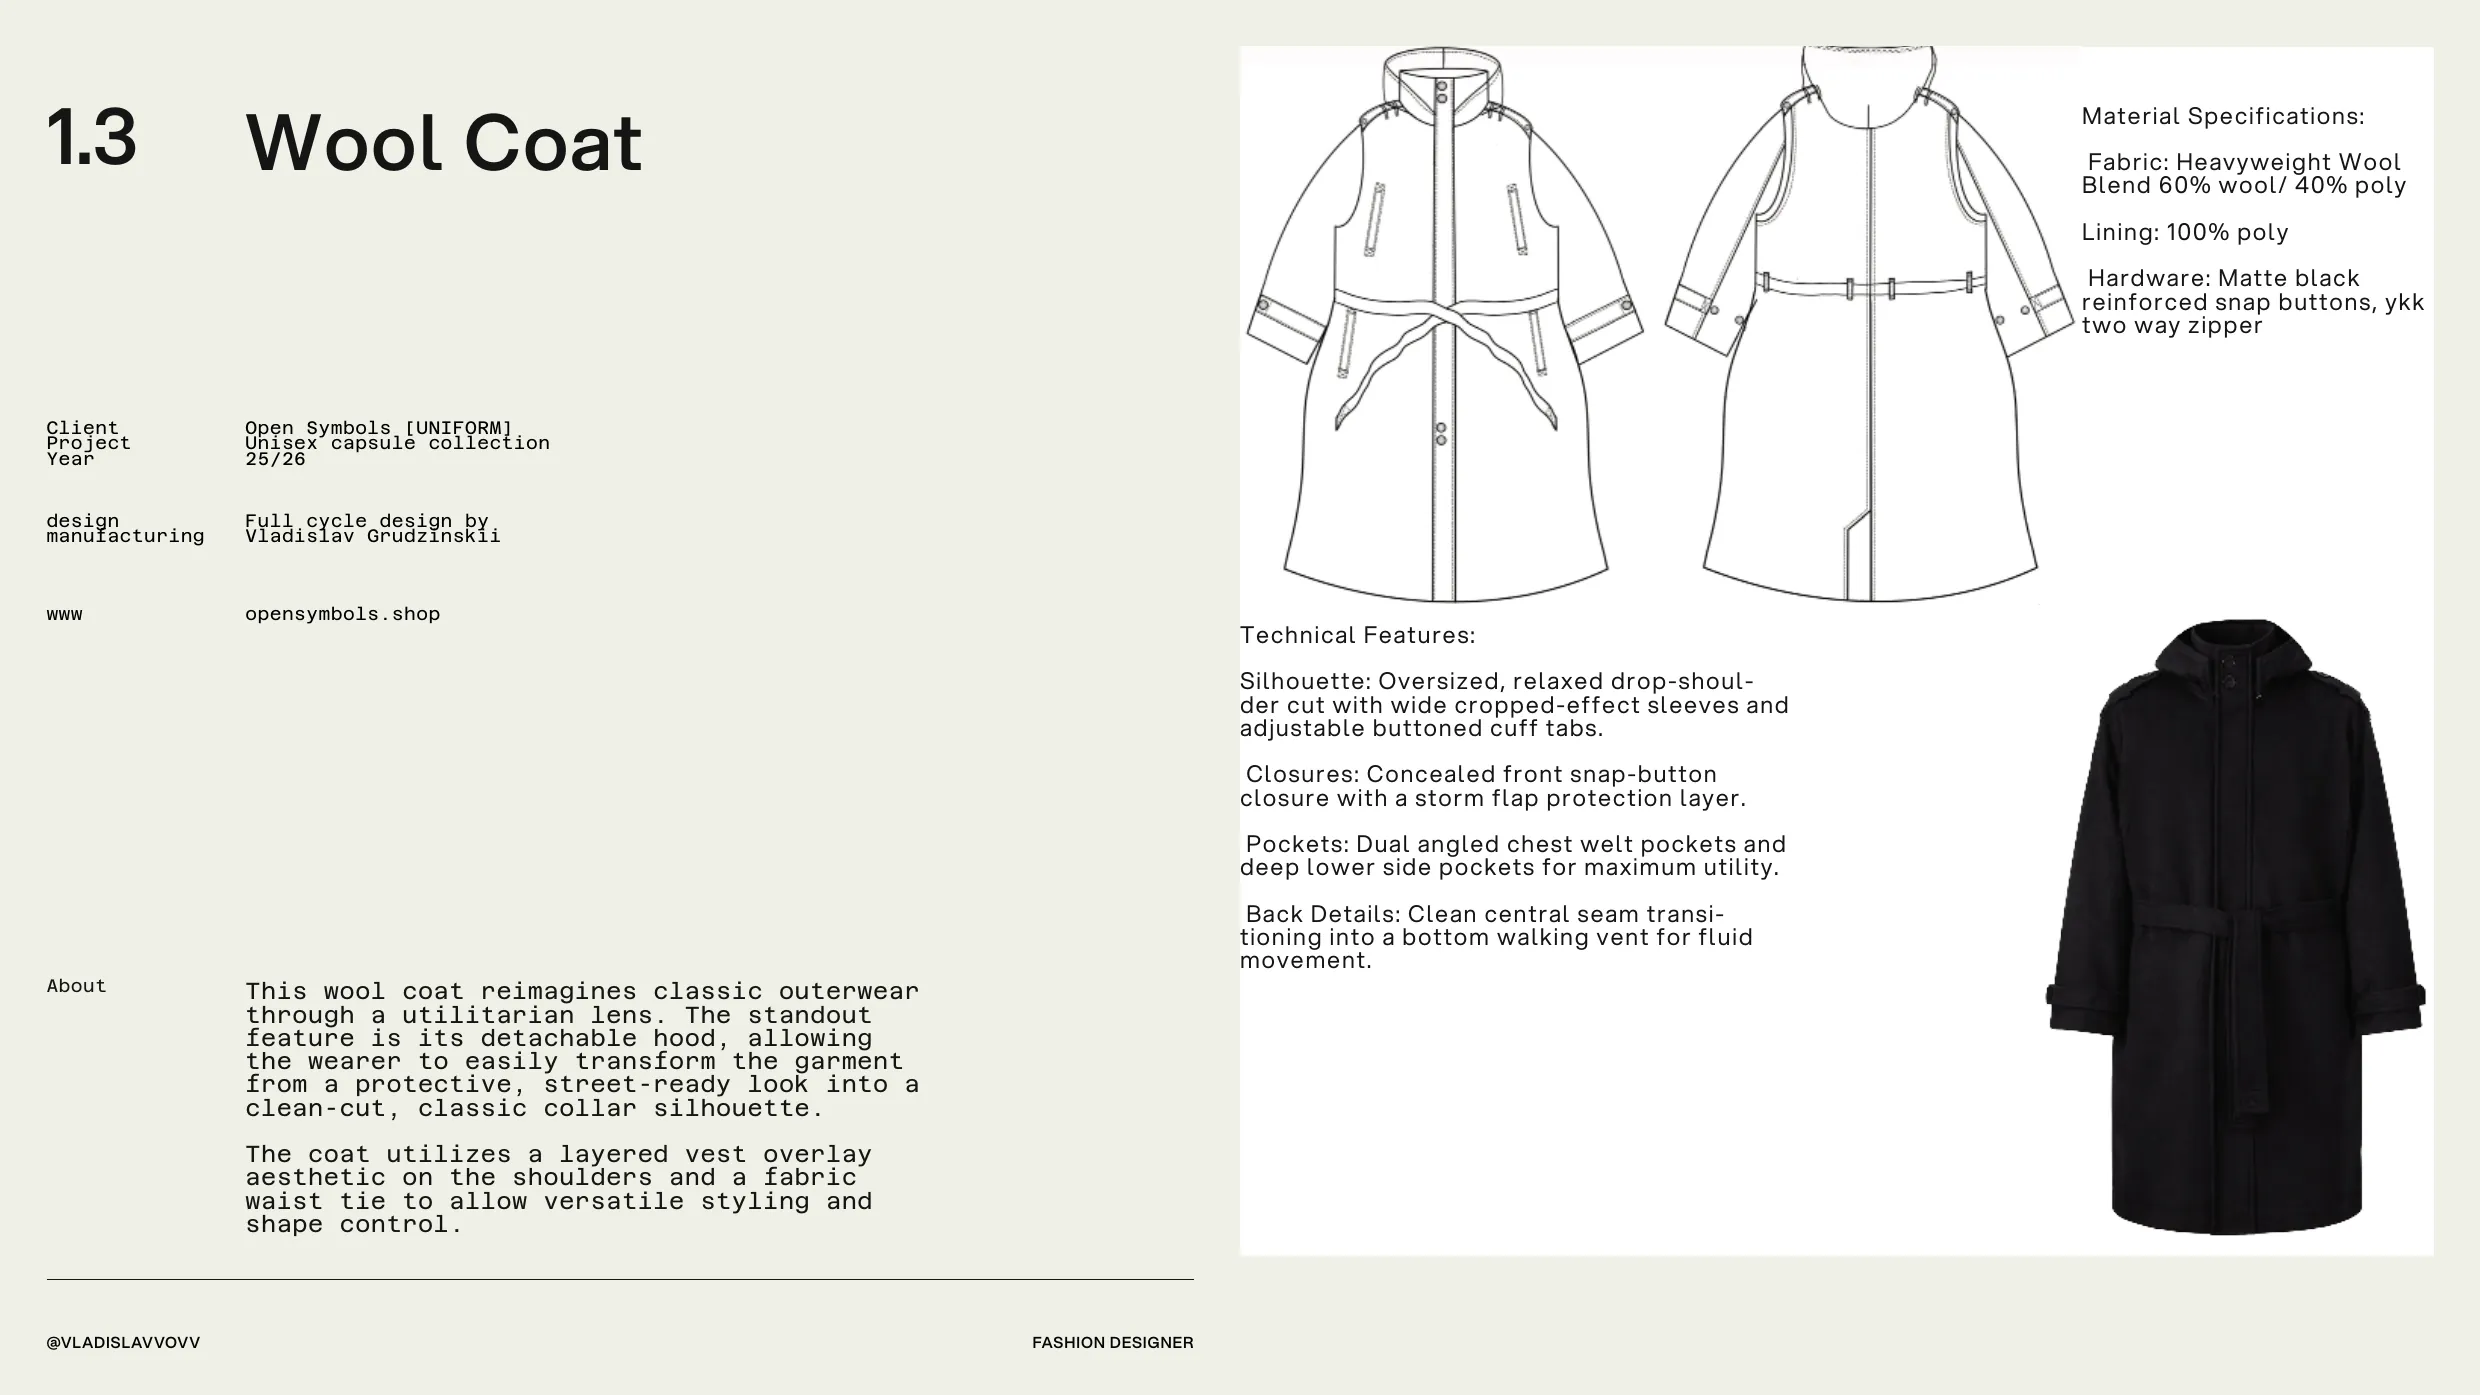 1.3
Wool Coat
Client
Open Symbols [UNIFORM]
Project
Unisex capsule collection
Year
25/26
design
Full cycle design by
manufacturing
Vladislav Grudzinskii
www
opensymbols.shop
About
This wool coat reimagines classic outerwear
through a utilitarian lens. The standout
feature is its detachable hood, allowing
the wearer to easily transform the garment
from a protective, street-ready look into a
clean-cut, classic collar silhouette.
The coat utilizes a layered vest overlay
aesthetic on the shoulders and a fabric
waist tie to allow versatile styling and
shape control.
@VLADISLAVVOVV
FASHION DESIGNER
Material Specifications:
Fabric: Heavyweight Wool
Blend 60% wool/ 40% poly
Lining: 100% poly
Hardware: Matte black
reinforced snap buttons, ykk
two way zipper
Technical Features:
Silhouette: Oversized, relaxed drop-shoul-
der cut with wide cropped-effect sleeves and
adjustable buttoned cuff tabs.
Closures: Concealed front snap-button
closure with a storm flap protection layer.
Pockets: Dual angled chest welt pockets and
deep lower side pockets for maximum utility.
Back Details: Clean central seam transi-
tioning into a bottom walking vent for fluid
movement.